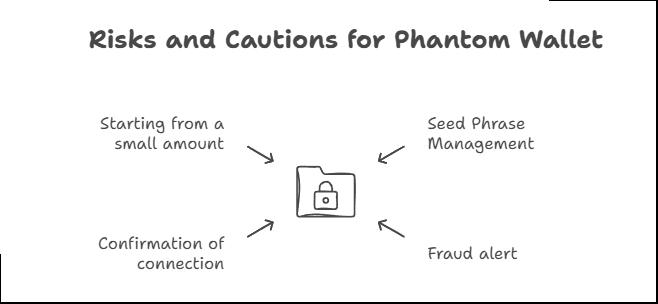 Risks and Cautions for Phantom Wallet
Starting from a
small amount
Seed Phrase
Management
Confirmation of
connection
Fraud alert